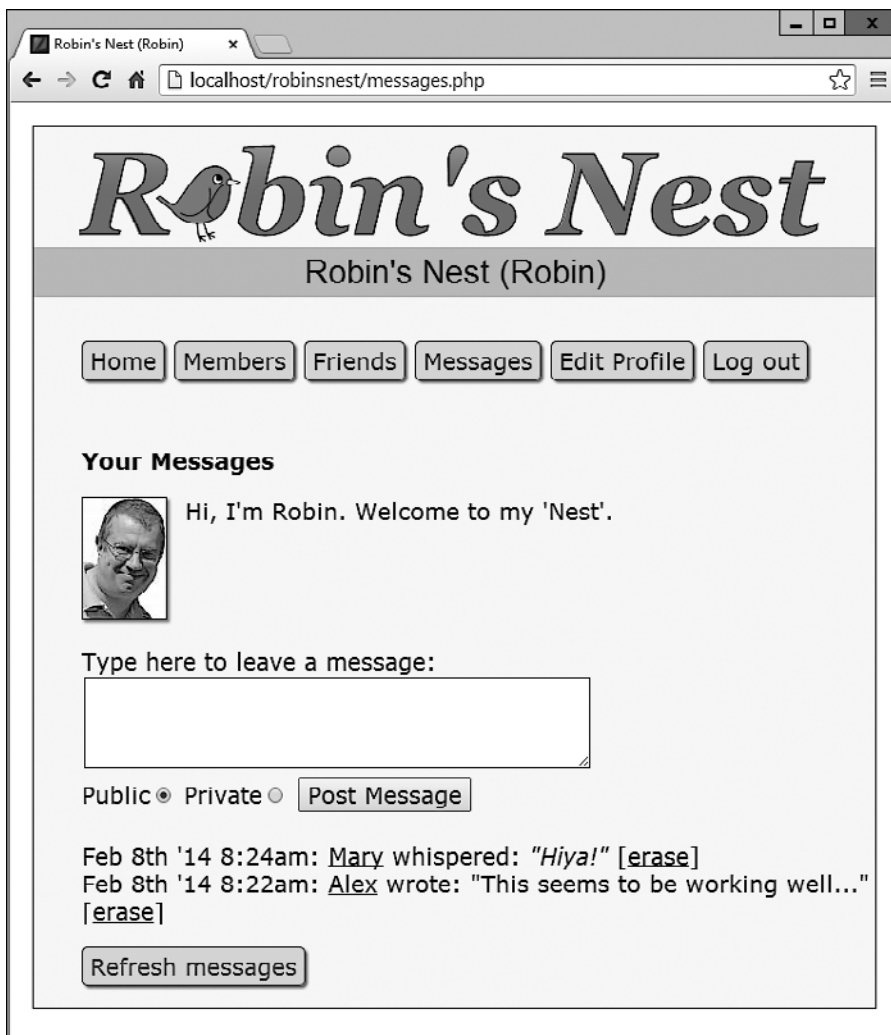 Robin's Nest (Robin)
localhost/robinsnest/messages.php
Robin's Nest
Robin's Nest (Robin)
Home Members Friends Messages Edit Profile Log out
Your Messages
Hi, I'm Robin. Welcome to my 'Nest'.
Type here to leave a message:
Public Private Post Message
Feb 8th '14 8:24am: Mary whispered: "Hiya!" [erase]
Feb 8th '14 8:22am: Alex wrote: "This seems to be working well..."
[erase]
Refresh messages